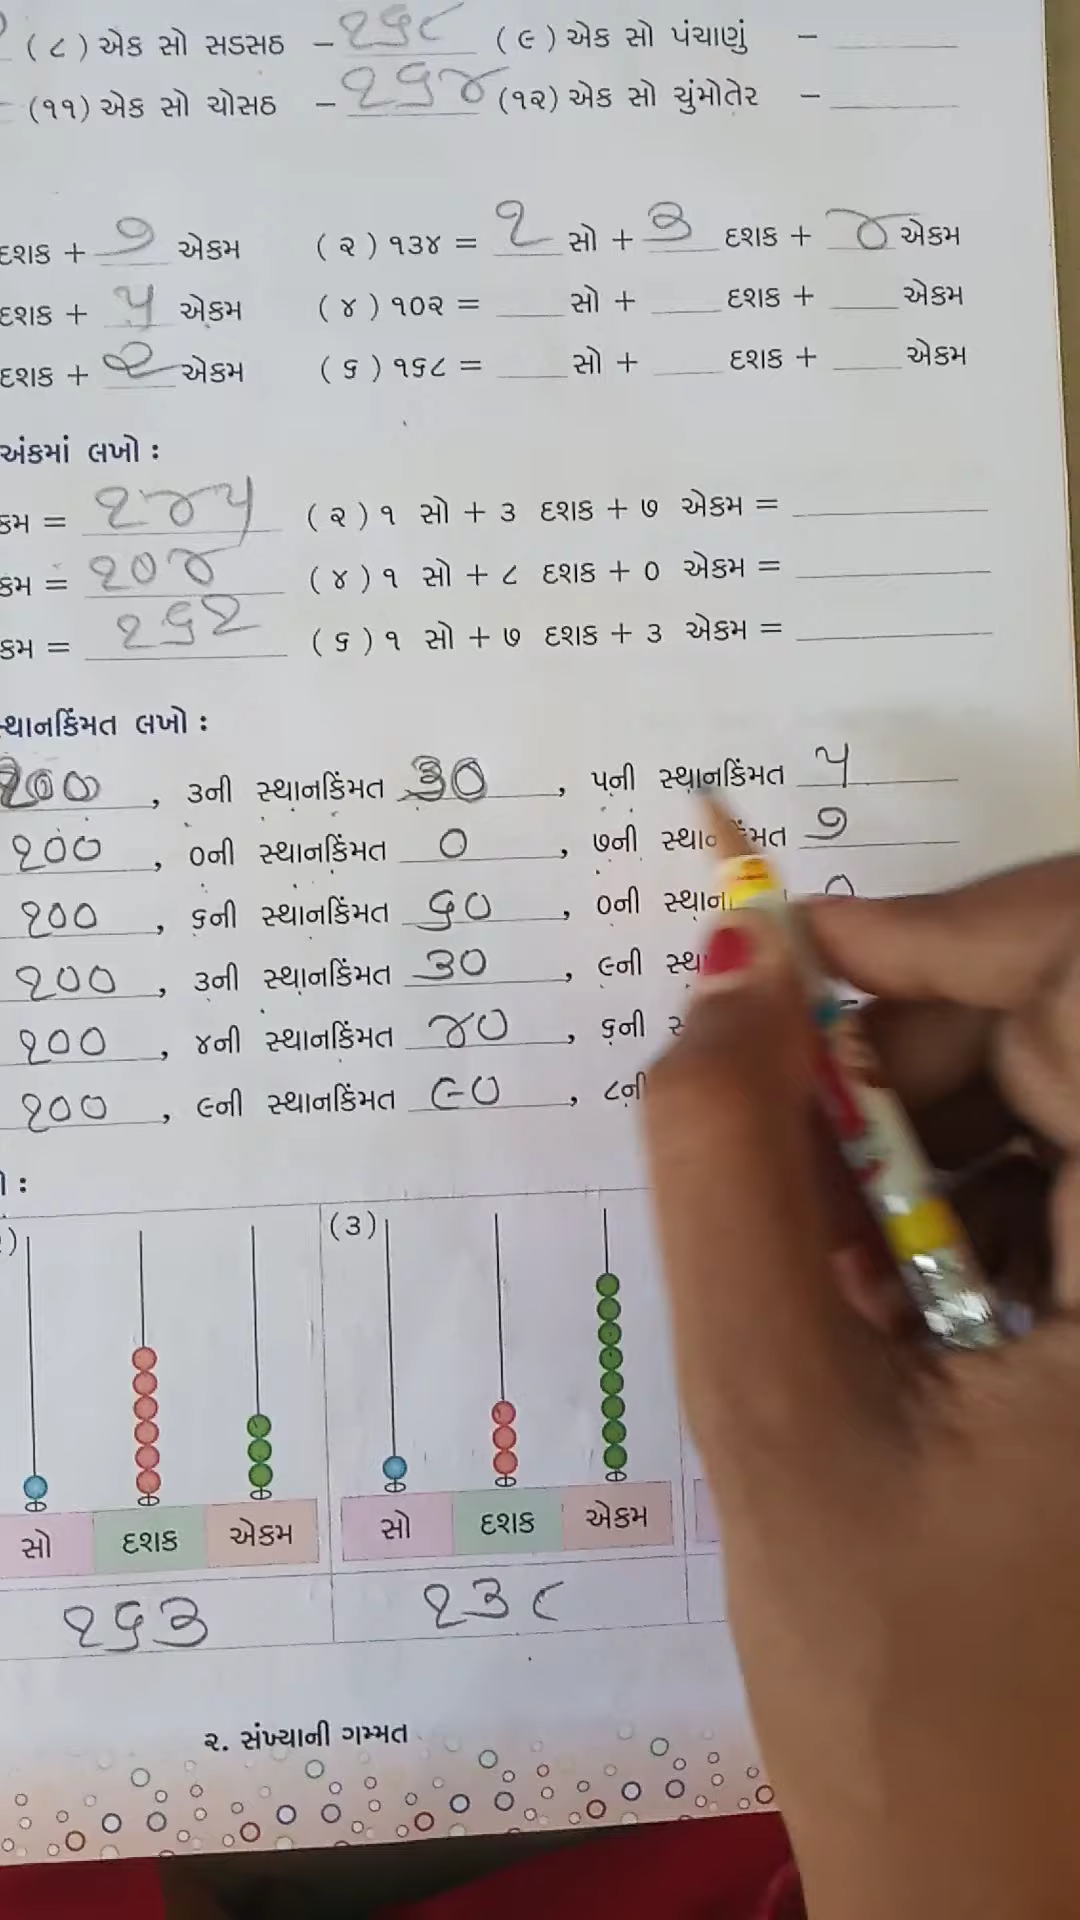 (૮) એક સો સડસઠ - ૧૬૮ (૯) એક સો પંચાણું -
(૧૧) એક સો ચોસઠ - ૧૬૪ (૧૨) એક સો ચુંમોતેર -
દશક + ૭ એકમ (૨) ૧૩૪ = ૧ સો + ૩ દશક + ૪ એકમ
દશક + ૫ એકમ (૪) ૧૦૨ = સો + દશક + એકમ
દશક + ૨ એકમ (૬) ૧૬૮ = સો + દશક + એકમ
અંકમાં લખો :
કમ = ૧૪૫ (૨) ૧ સો + ૩ દશક + ૭ એકમ =
કમ = ૧૦૪ (૪) ૧ સો + ૮ દશક + ૦ એકમ =
કમ = ૧૬૧ (૬) ૧ સો + ૭ દશક + ૩ એકમ =
સ્થાનકિંમત લખો :
૧૦૦, ૩ની સ્થાનકિંમત ૩૦, ૫ની સ્થાનકિંમત ૫
૧૦૦, ૦ની સ્થાનકિંમત ૦, ૭ની સ્થાનકિંમત ૭
૧૦૦, ૬ની સ્થાનકિંમત ૬૦, ૦ની સ્થાન ૦
૧૦૦, ૩ની સ્થાનકિંમત ૩૦, ૯ની સ્થા
૧૦૦, ૪ની સ્થાનકિંમત ૪૦, ૬ની
૧૦૦, ૯ની સ્થાનકિંમત ૯૦, ૮ની
:
(૩)
સો દશક એકમ સો દશક એકમ
૧૬૩ ૧૩૮
૨. સંખ્યાની ગમ્મત